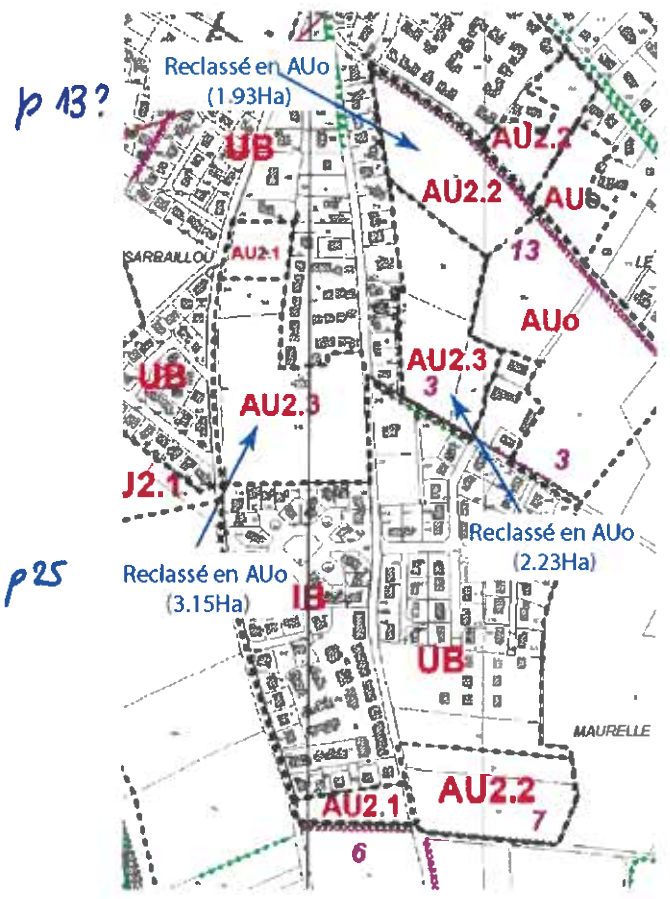 p 13?
Reclassé en AUo
(1.93Ha)
UB
AU2.2
AU2.2
AUo
13
SARBAILLOU
AU2.1
LE
AUo
AU2.3
3
UB
AU2.3
3
J2.1
Reclassé en AUo
(2.23Ha)
p25
Reclassé en AUo
(3.15Ha)
UB
MAURELLE
AU2.2
AU2.1
7
6